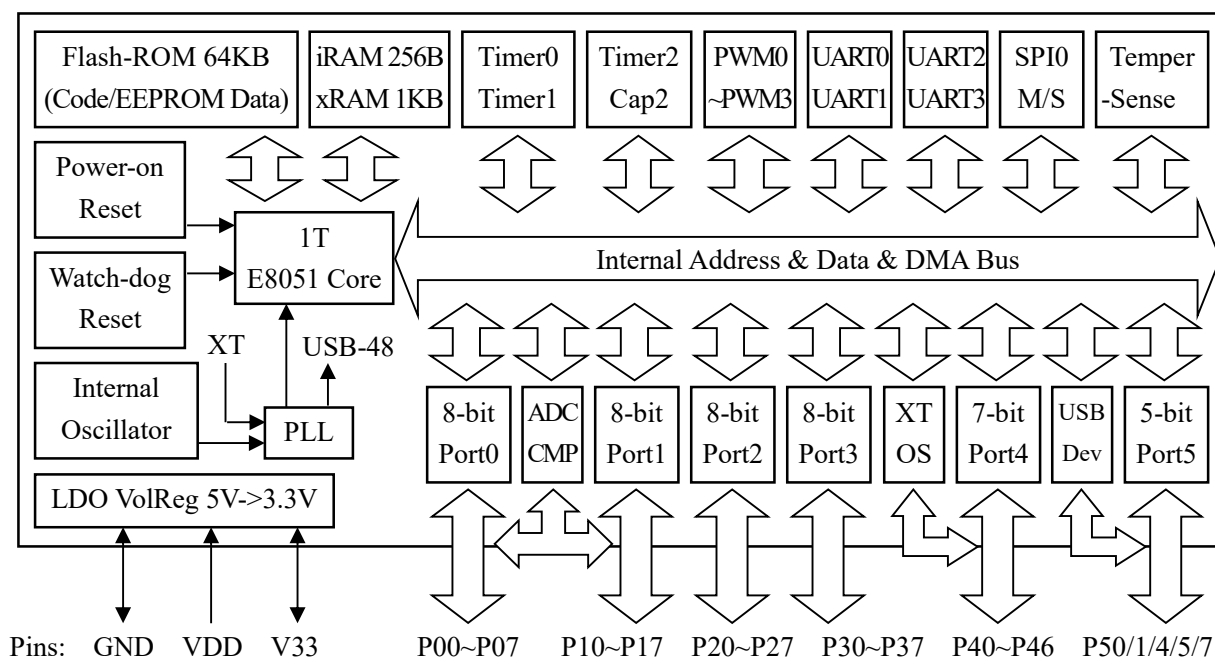 Flash-ROM 64KB
(Code/EEPROM Data)
iRAM 256B
xRAM 1KB
Timer0
Timer1
Timer2
Cap2
PWM0
~PWM3
UART0
UART1
UART2
UART3
SPI0
M/S
Temper
-Sense
Power-on
Reset
1T
E8051 Core
Internal Address & Data & DMA Bus
Watch-dog
Reset
XT
USB-48
Internal
Oscillator
PLL
8-bit
Port0
ADC
CMP
8-bit
Port1
8-bit
Port2
8-bit
Port3
XT
OS
7-bit
Port4
USB
Dev
5-bit
Port5
LDO VolReg 5V->3.3V
Pins: GND VDD V33 P00~P07 P10~P17 P20~P27 P30~P37 P40~P46 P50/1/4/5/7